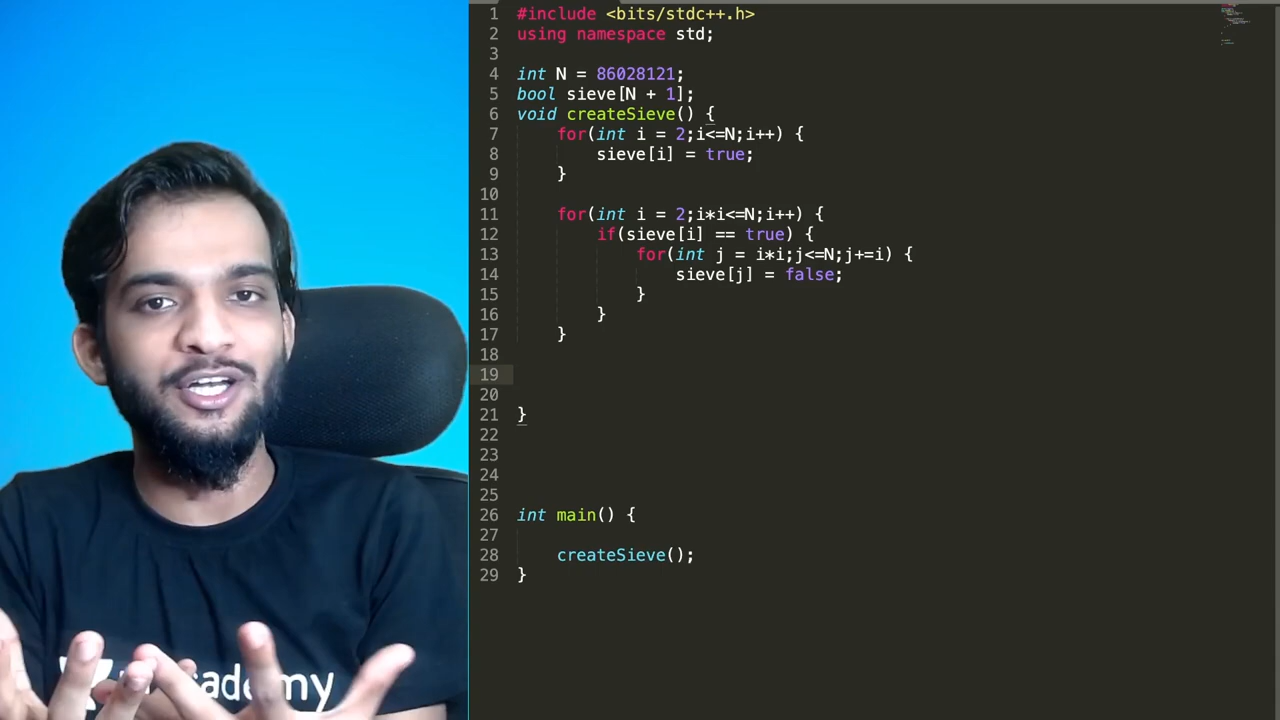 1 #include <bits/stdc++.h>
2 using namespace std;
3
4 int N = 86028121;
5 bool sieve[N + 1];
6 void createSieve() {
7     for(int i = 2;i<=N;i++) {
8         sieve[i] = true;
9     }
10
11     for(int i = 2;i*i<=N;i++) {
12         if(sieve[i] == true) {
13             for(int j = i*i;j<=N;j+=i) {
14                 sieve[j] = false;
15             }
16         }
17     }
18
19
20
21 }
22
23
24
25
26 int main() {
27
28     createSieve();
29 }